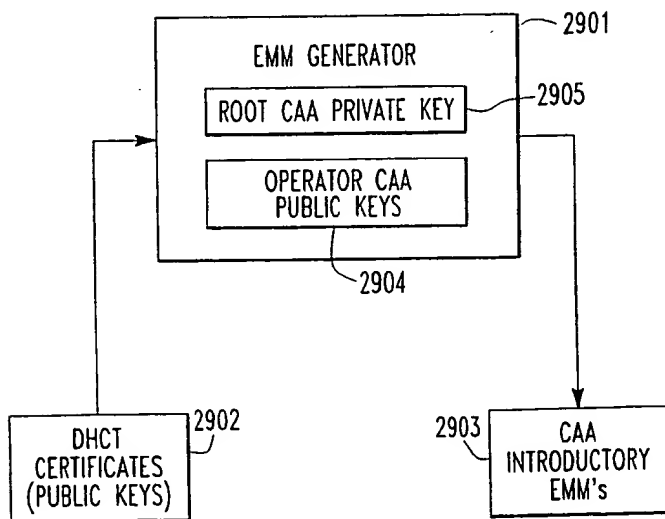 2901
EMM GENERATOR
ROOT CAA PRIVATE KEY
2905
OPERATOR CAA
PUBLIC KEYS
2904
2902
DHCT
CERTIFICATES
(PUBLIC KEYS)
2903
CAA
INTRODUCTORY
EMM's